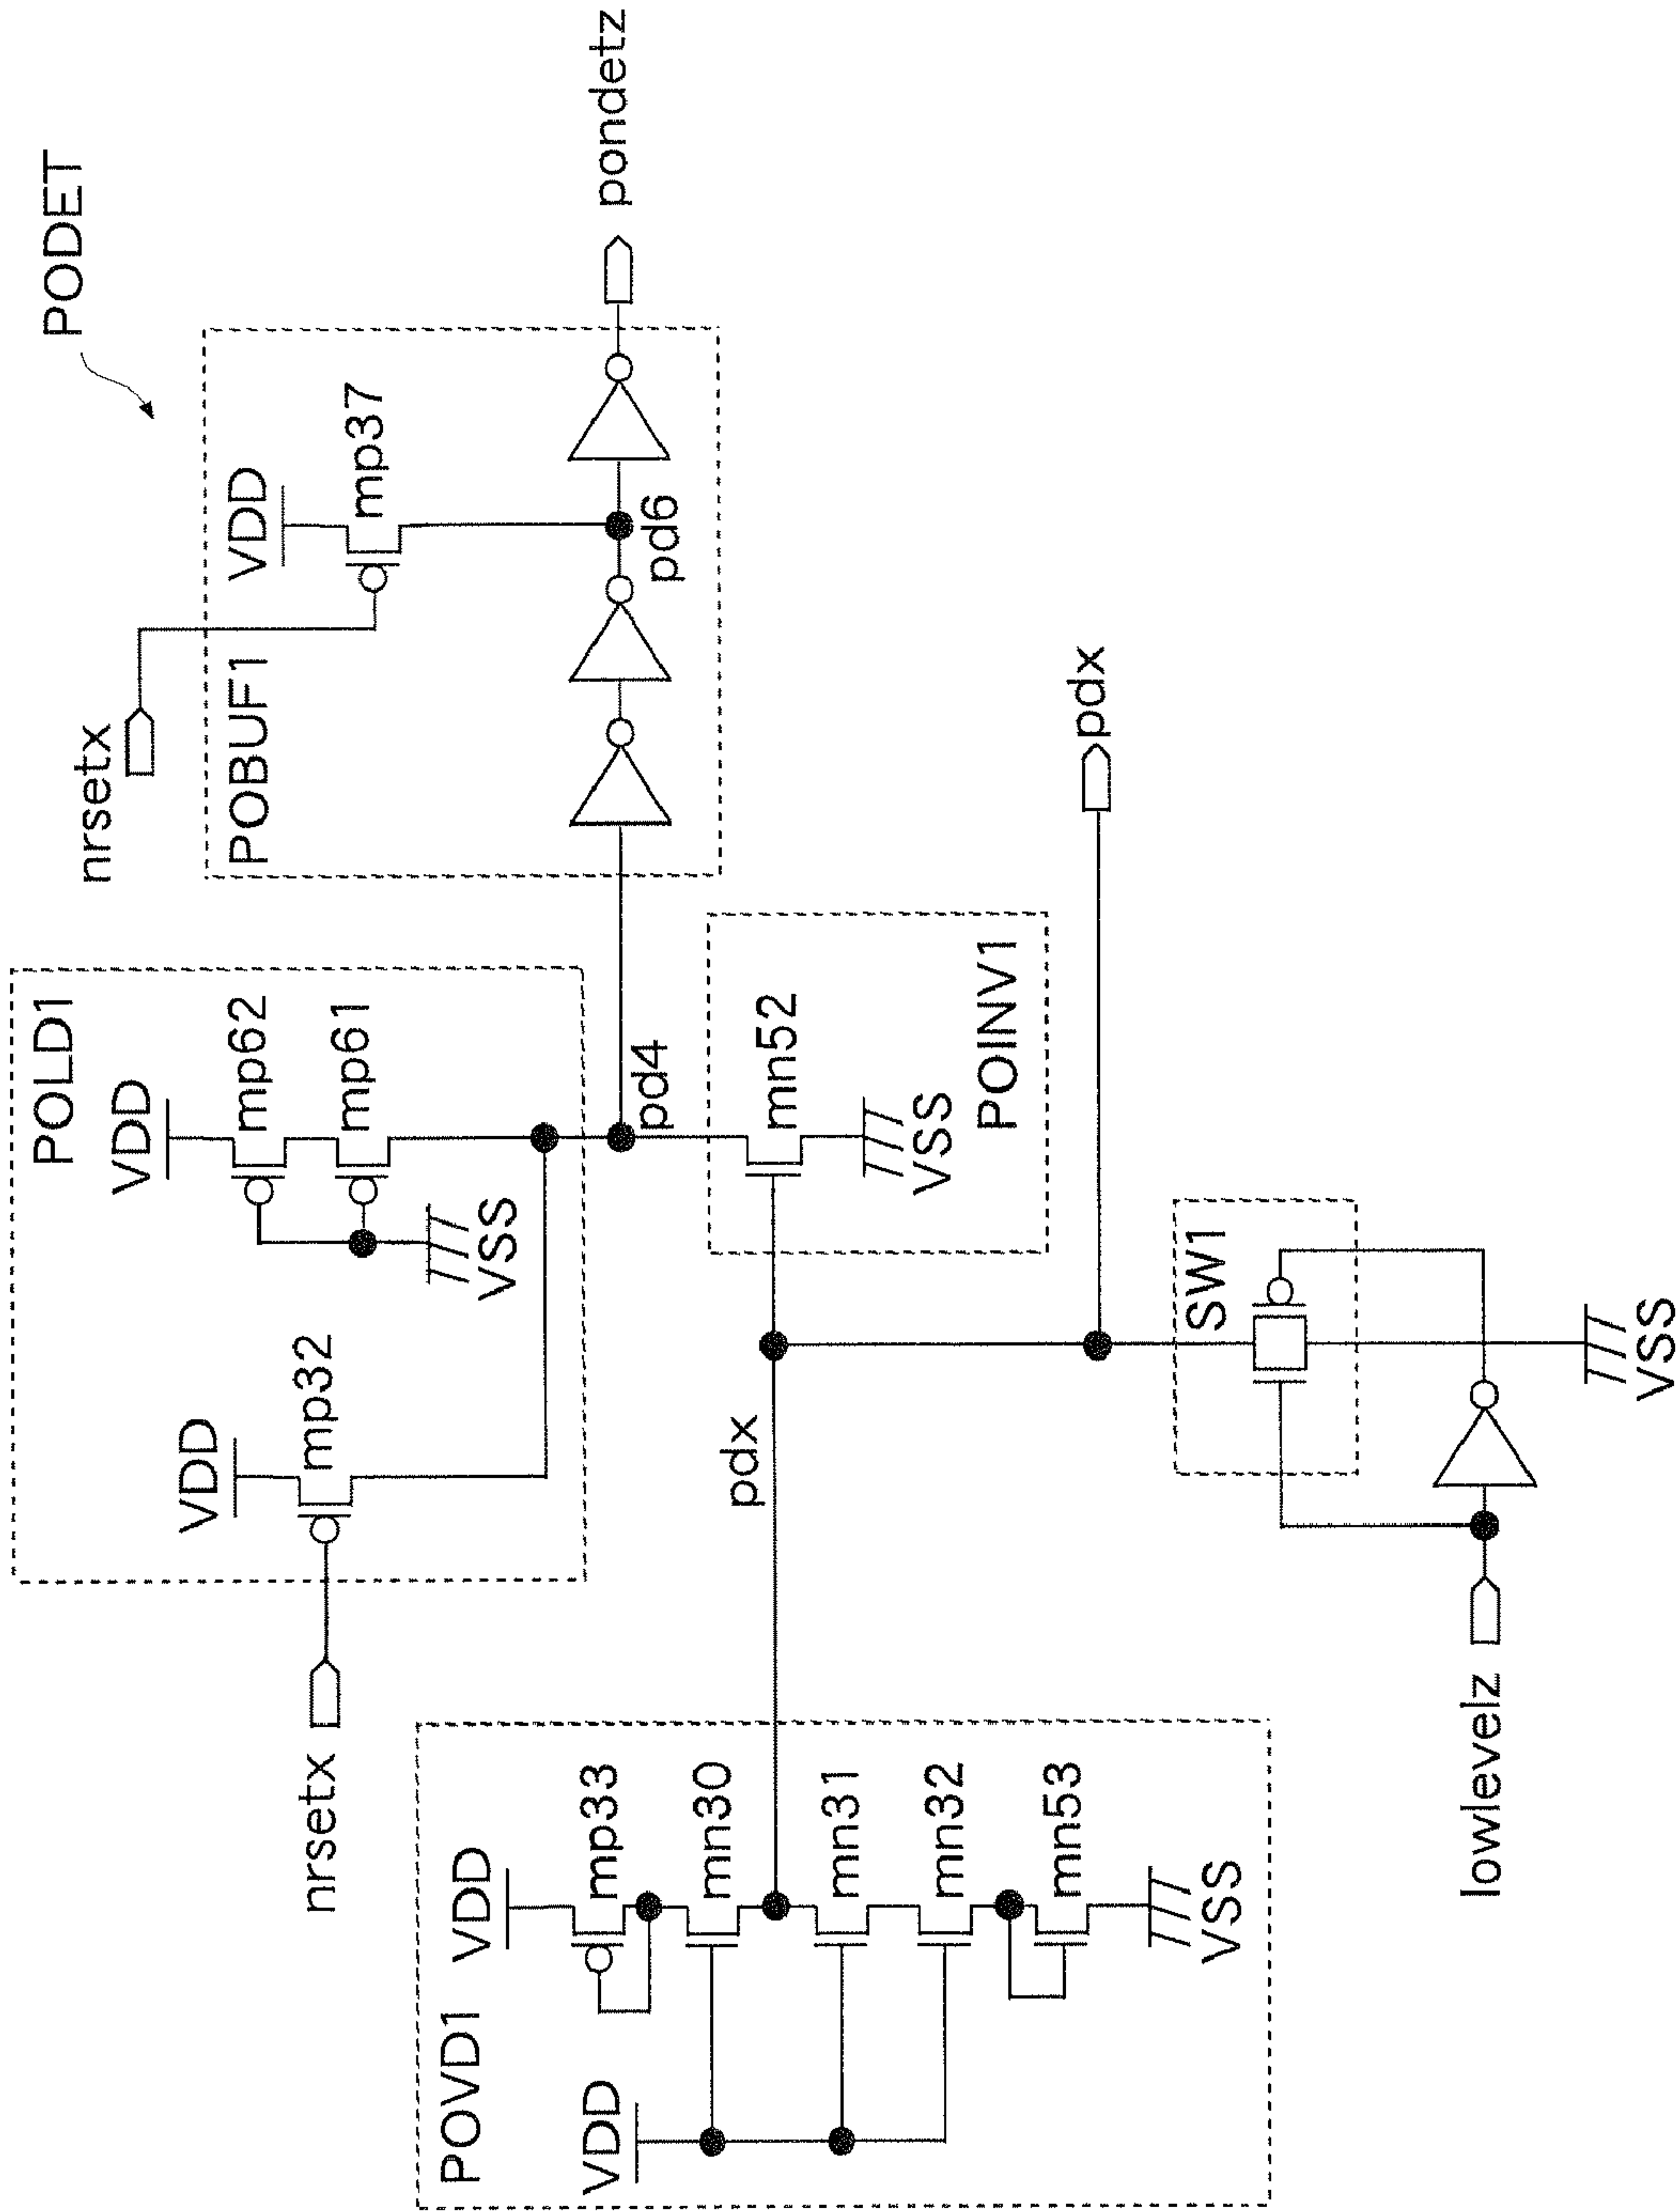 PODET
nrsetx
POBUF1
VDD
mp37
pd6
pondetz
POLD1
VDD
mp62
mp61
VSS
VDD
mp32
nrsetx
pd4
mn52
VSS
POINV1
pdx
pdx
SW1
VSS
lowlevelz
POVD1
VDD
mp33
mn30
mn31
mn32
mn53
VSS
VDD